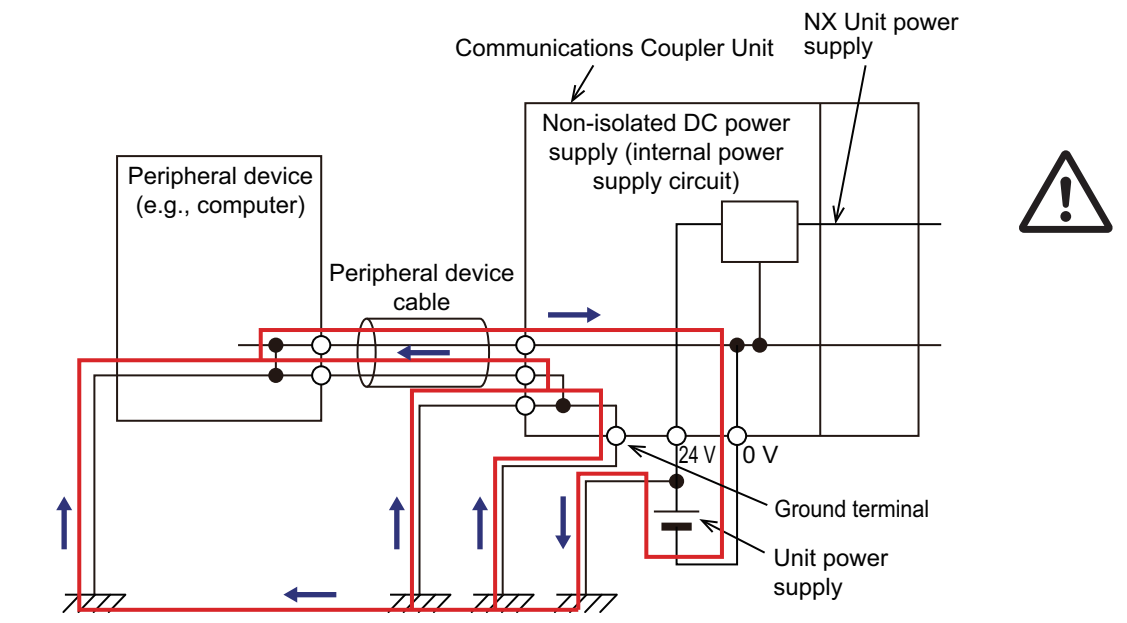 NX Unit power
supply
Communications Coupler Unit
Non-isolated DC power
supply (internal power
supply circuit)
Peripheral device
(e.g., computer)
Peripheral device
cable
24 V
0 V
Ground terminal
Unit power
supply